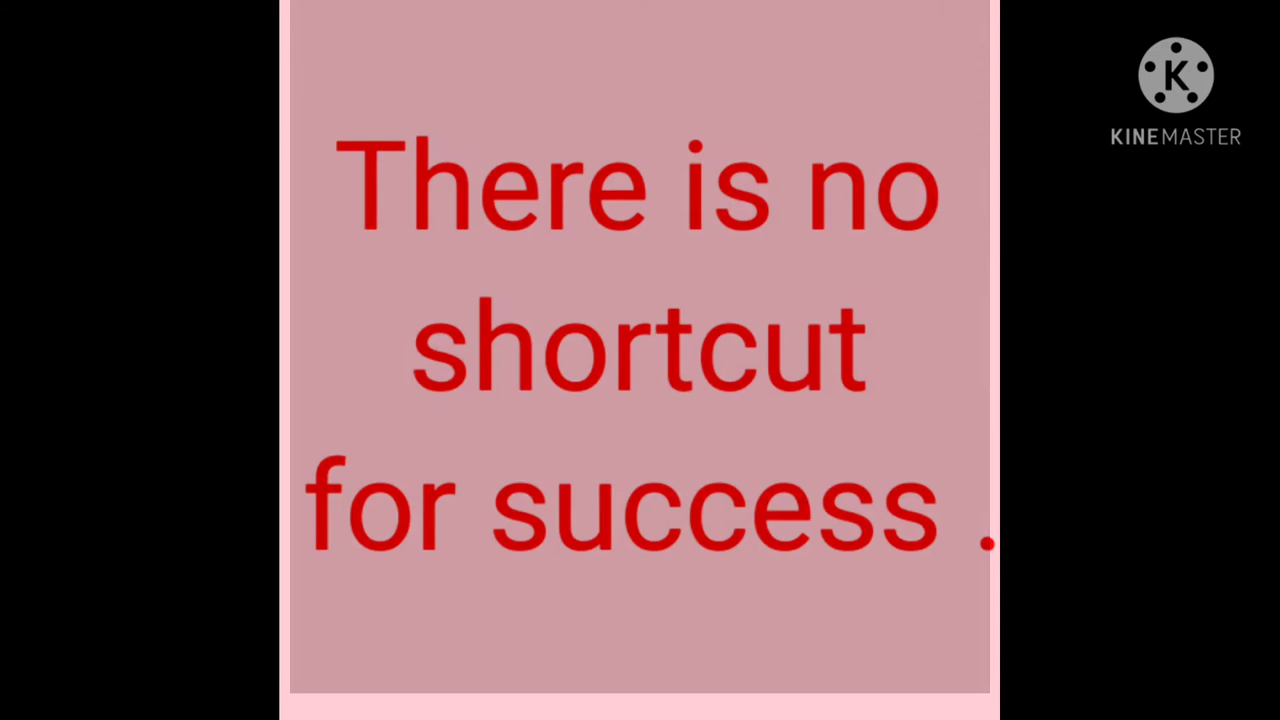 There is no
shortcut
for success .
K
KINEMASTER